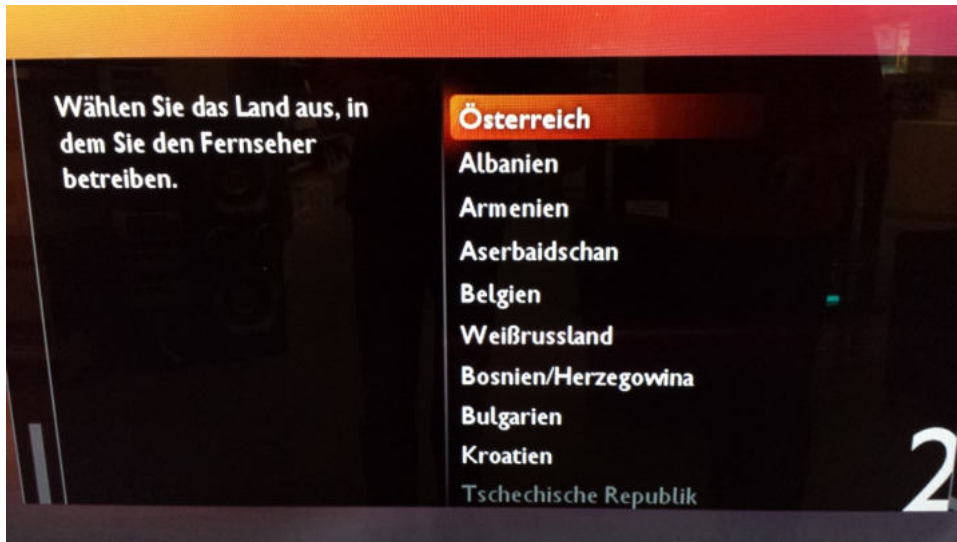 Wählen Sie das Land aus, in
dem Sie den Fernseher
betreiben.
Österreich
Albanien
Armenien
Aserbaidschan
Belgien
Weißrussland
Bosnien/Herzegowina
Bulgarien
Kroatien
Tschechische Republik
2